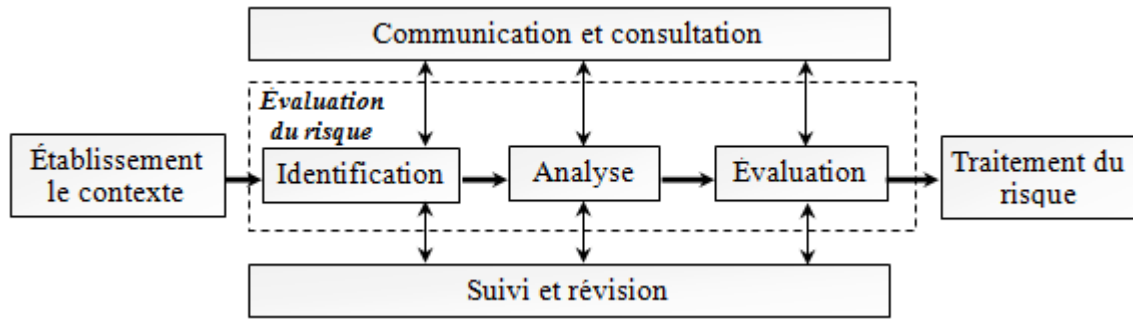 Communication et consultation
Évaluation
du risque
Établissement
le contexte
Identification
Analyse
Évaluation
Traitement du
risque
Suivi et révision